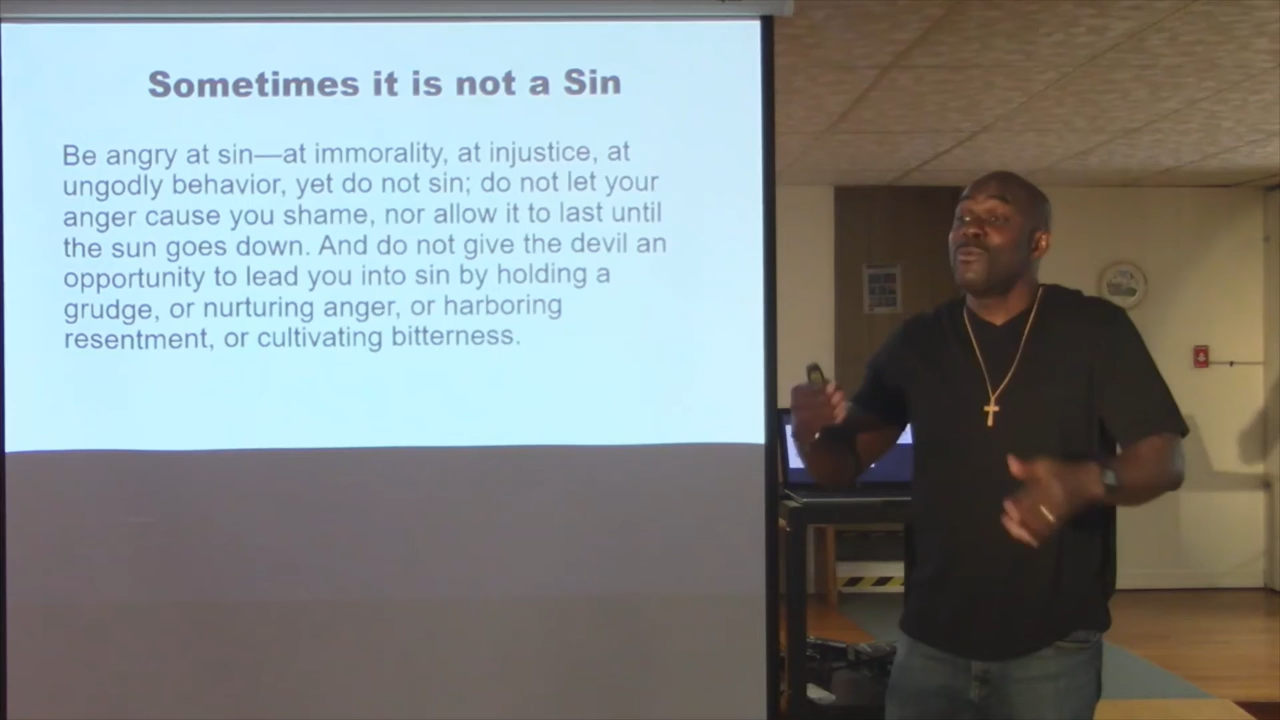 Sometimes it is not a Sin
Be angry at sin—at immorality, at injustice, at
ungodly behavior, yet do not sin; do not let your
anger cause you shame, nor allow it to last until
the sun goes down. And do not give the devil an
opportunity to lead you into sin by holding a
grudge, or nurturing anger, or harboring
resentment, or cultivating bitterness.